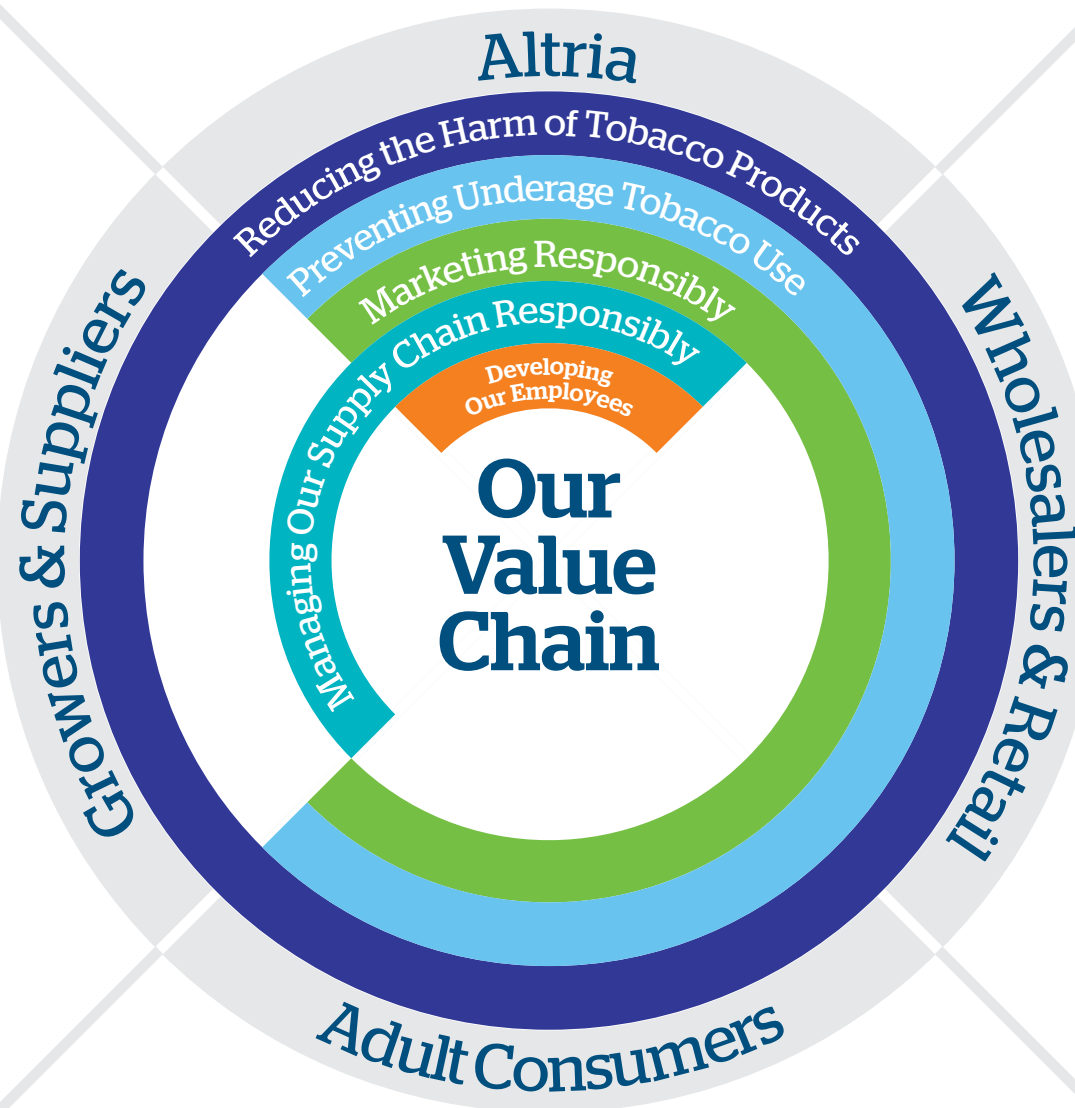 Altria
Reducing the Harm of Tobacco Products
Preventing Underage Tobacco Use
Marketing Responsibly
Managing Our Supply Chain Responsibly
Developing
Our Employees
Growers & Suppliers
Wholesalers & Retail
Our
Value
Chain
Adult Consumers